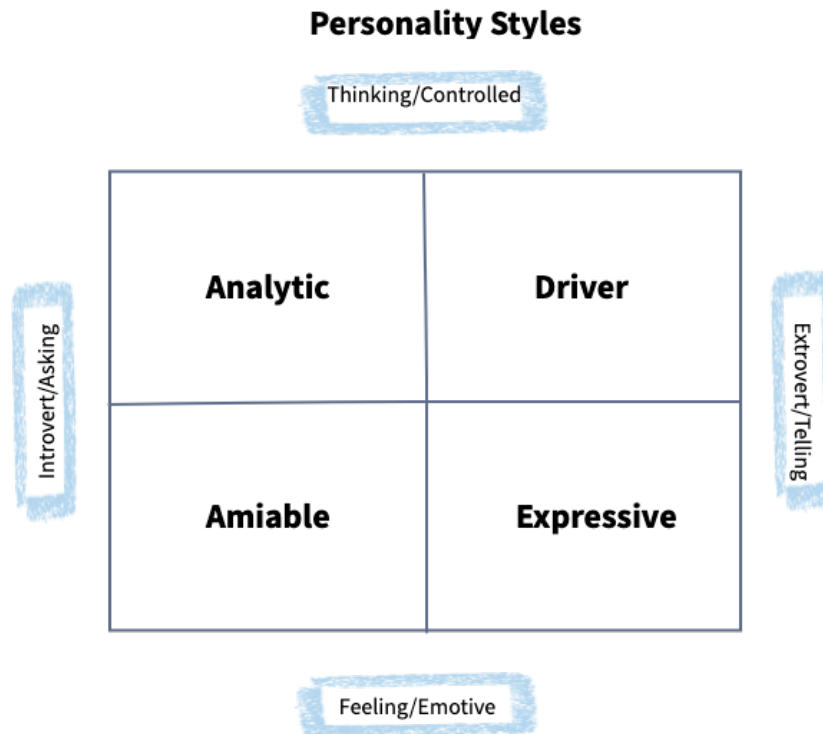 Personality Styles
Thinking/Controlled
Analytic
Driver
Introvert/Asking
Extrovert/Telling
Amiable
Expressive
Feeling/Emotive